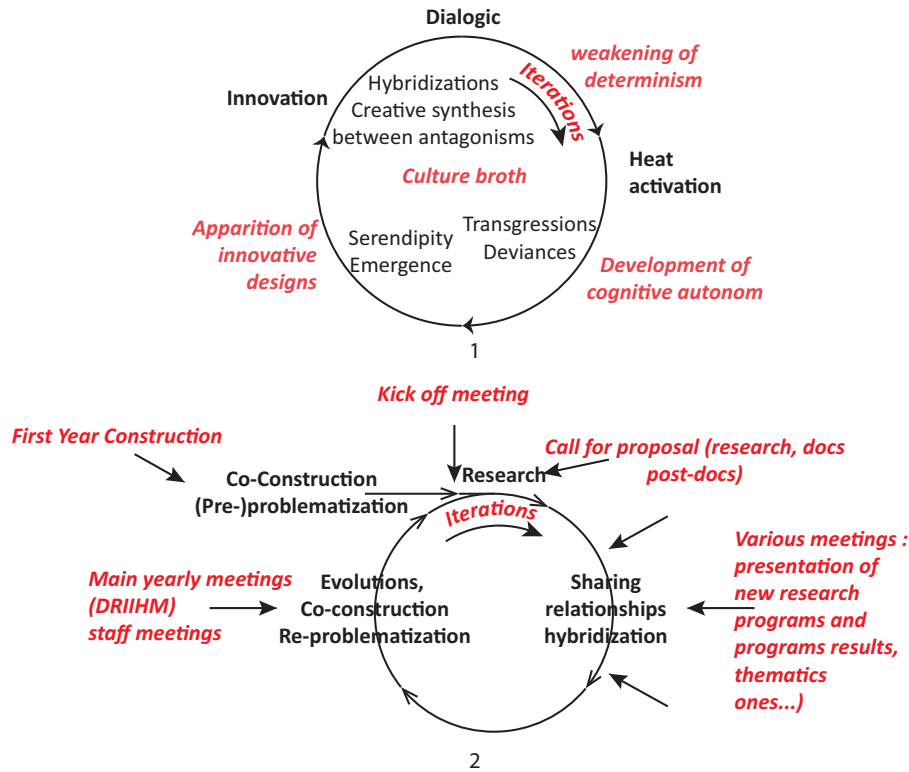 Dialogic
weakening of
determinism
Iterations
Hybridizations
Creative synthesis
between antagonisms
Innovation
Heat
activation
Culture broth
Transgressions
Deviances
Serendipity
Emergence
Apparition of
innovative
designs
Development of
cognitive autonom
1
Kick off meeting
First Year Construction
Call for proposal (research, docs
post-docs)
Co-Construction
(Pre-)problematization
Research
Iterations
Various meetings :
presentation of
new research
programs and
programs results,
thematics
ones...)
Main yearly meetings
(DRIIHM)
staff meetings
Evolutions,
Co-construction
Re-problematization
Sharing
relationships
hybridization
2